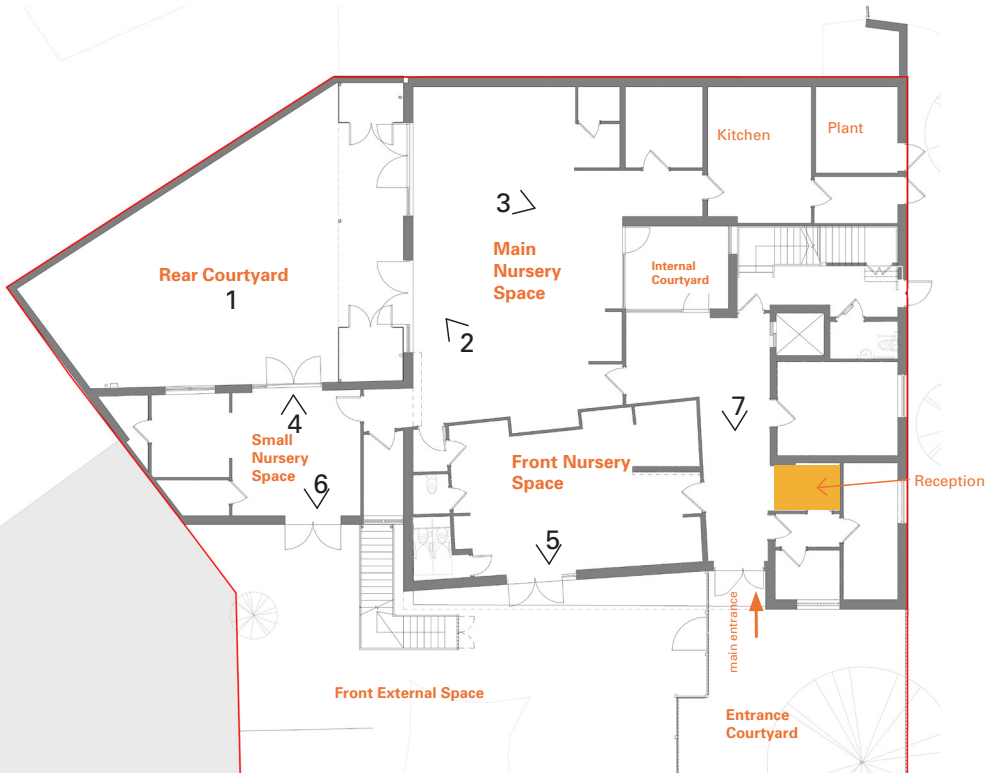 Kitchen
Plant
3
Main
Nursery
Space
Rear Courtyard
1
Internal
Courtyard
2
4
Small
Nursery
Space
7
Front Nursery
Space
6
Reception
5
main entrance
Front External Space
Entrance
Courtyard